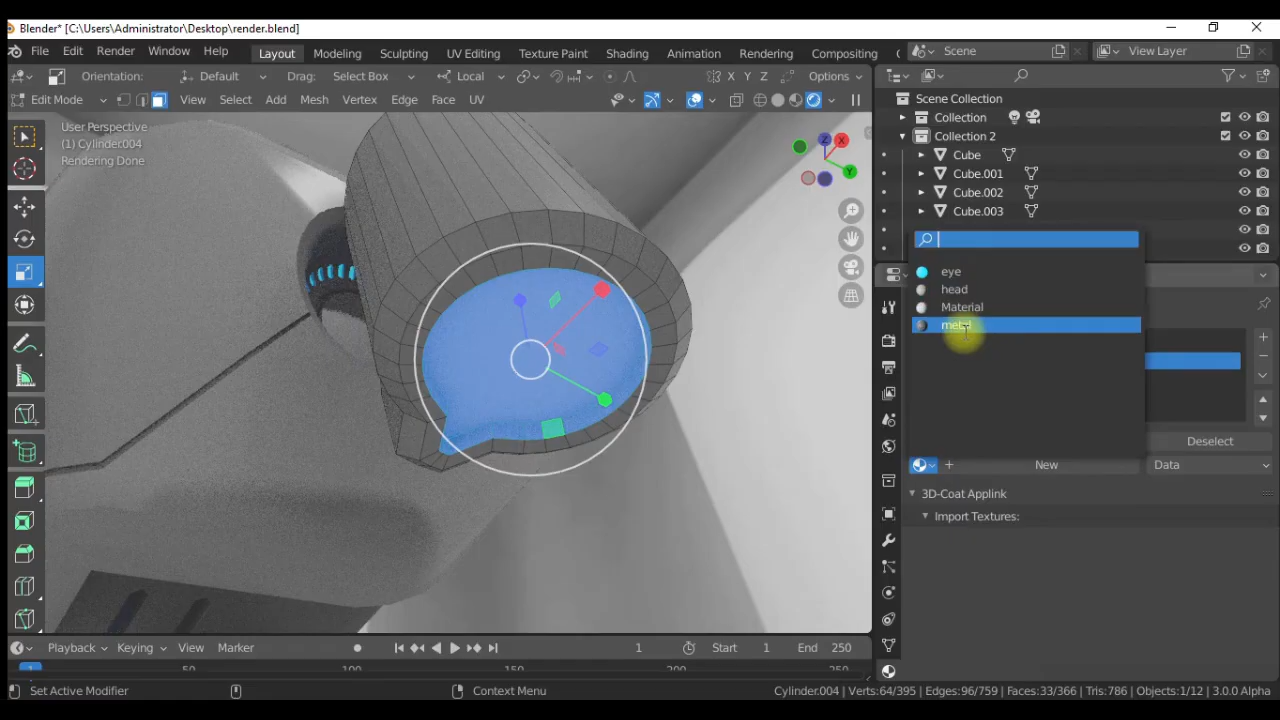 Blender* [C:\Users\Administrator\Desktop\render.blend]
File Edit Render Window Help Layout Modeling Sculpting UV Editing Texture Paint Shading Animation Rendering Compositing Scene View Layer
Orientation: Default Drag: Select Box Local X Y Z Options
Edit Mode View Select Add Mesh Vertex Edge Face UV
Scene Collection
Collection
Collection 2
Cube
Cube.001
Cube.002
Cube.003
User Perspective
(1) Cylinder.004
Rendering Done
Z X Y
eye
head
Material
Deselect
New Data
3D-Coat Applink
Import Textures:
Playback Keying View Marker 1 Start 1 End 250
1 50 100 150 200 250
Set Active Modifier Context Menu Cylinder.004 | Verts:64/395 | Edges:96/759 | Faces:33/366 | Tris:786 | Objects:1/12 | 3.0.0 Alpha